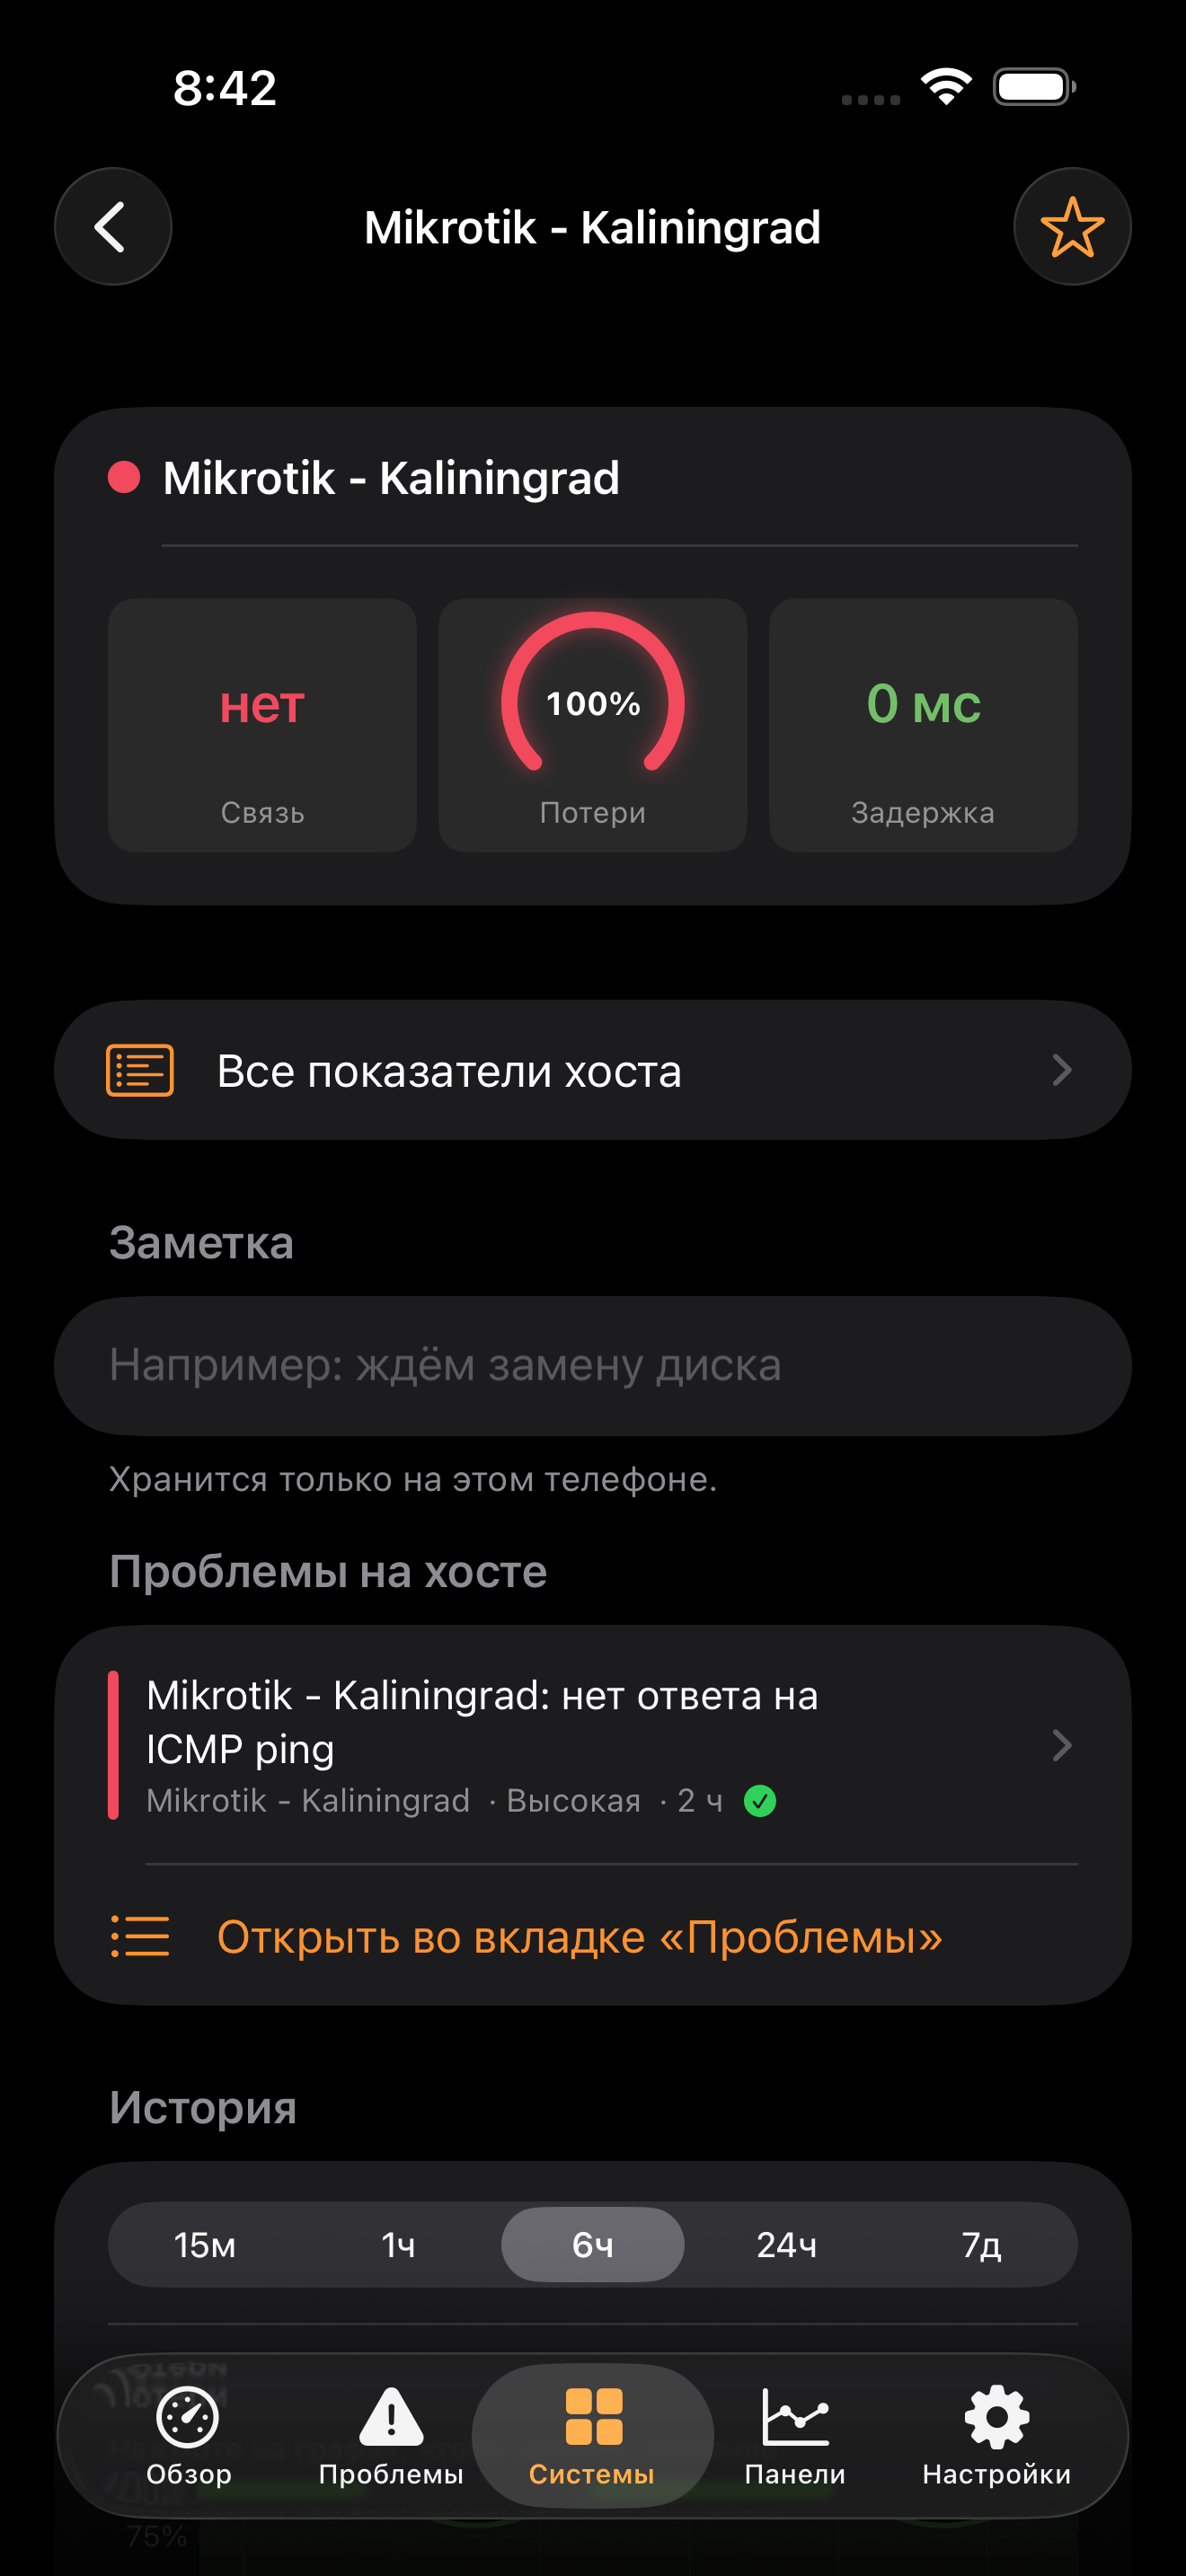 8:42
Mikrotik - Kaliningrad
Mikrotik - Kaliningrad
нет
100%
0 мс
Связь
Потери
Задержка
Все показатели хоста
Заметка
Например: ждём замену диска
Хранится только на этом телефоне.
Проблемы на хосте
Mikrotik - Kaliningrad: нет ответа на
ICMP ping
Mikrotik - Kaliningrad · Высокая · 2 ч
Открыть во вкладке «Проблемы»
История
15м 1ч 6ч 24ч 7д
Обзор Проблемы Системы Панели Настройки
75%